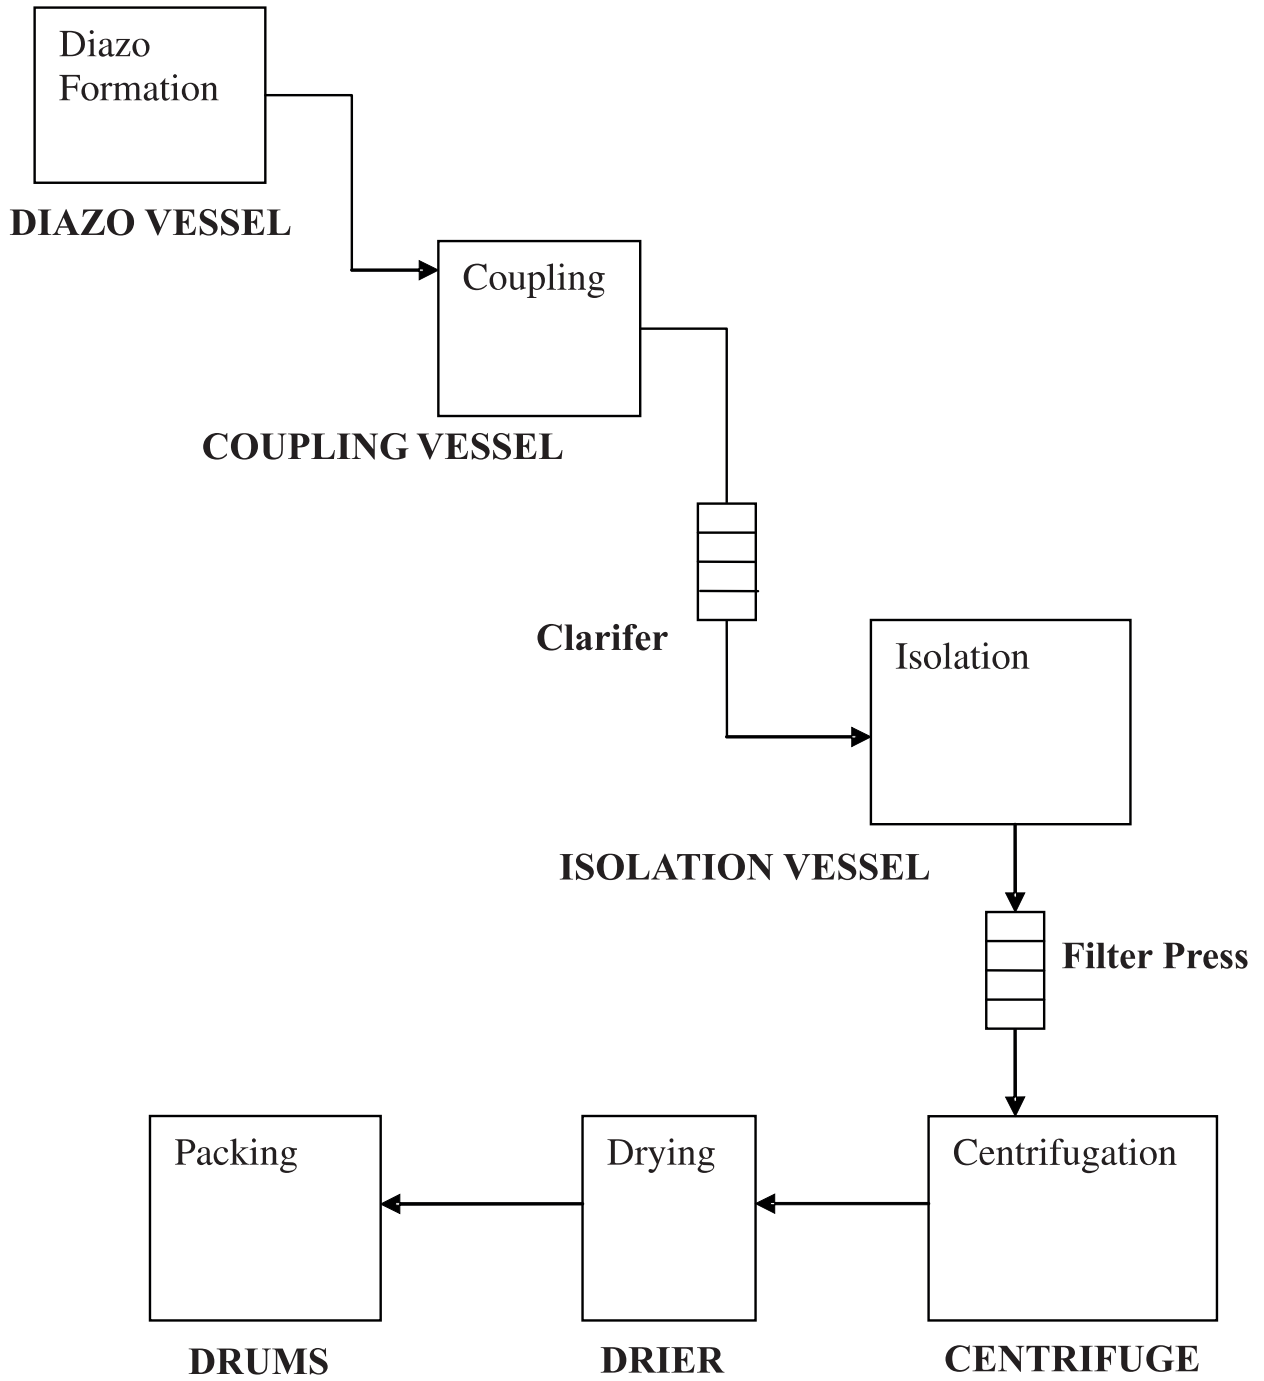 Diazo
Formation
DIAZO VESSEL
Coupling
COUPLING VESSEL
Clarifer
Isolation
ISOLATION VESSEL
Filter Press
Packing
Drying
Centrifugation
DRUMS
DRIER
CENTRIFUGE